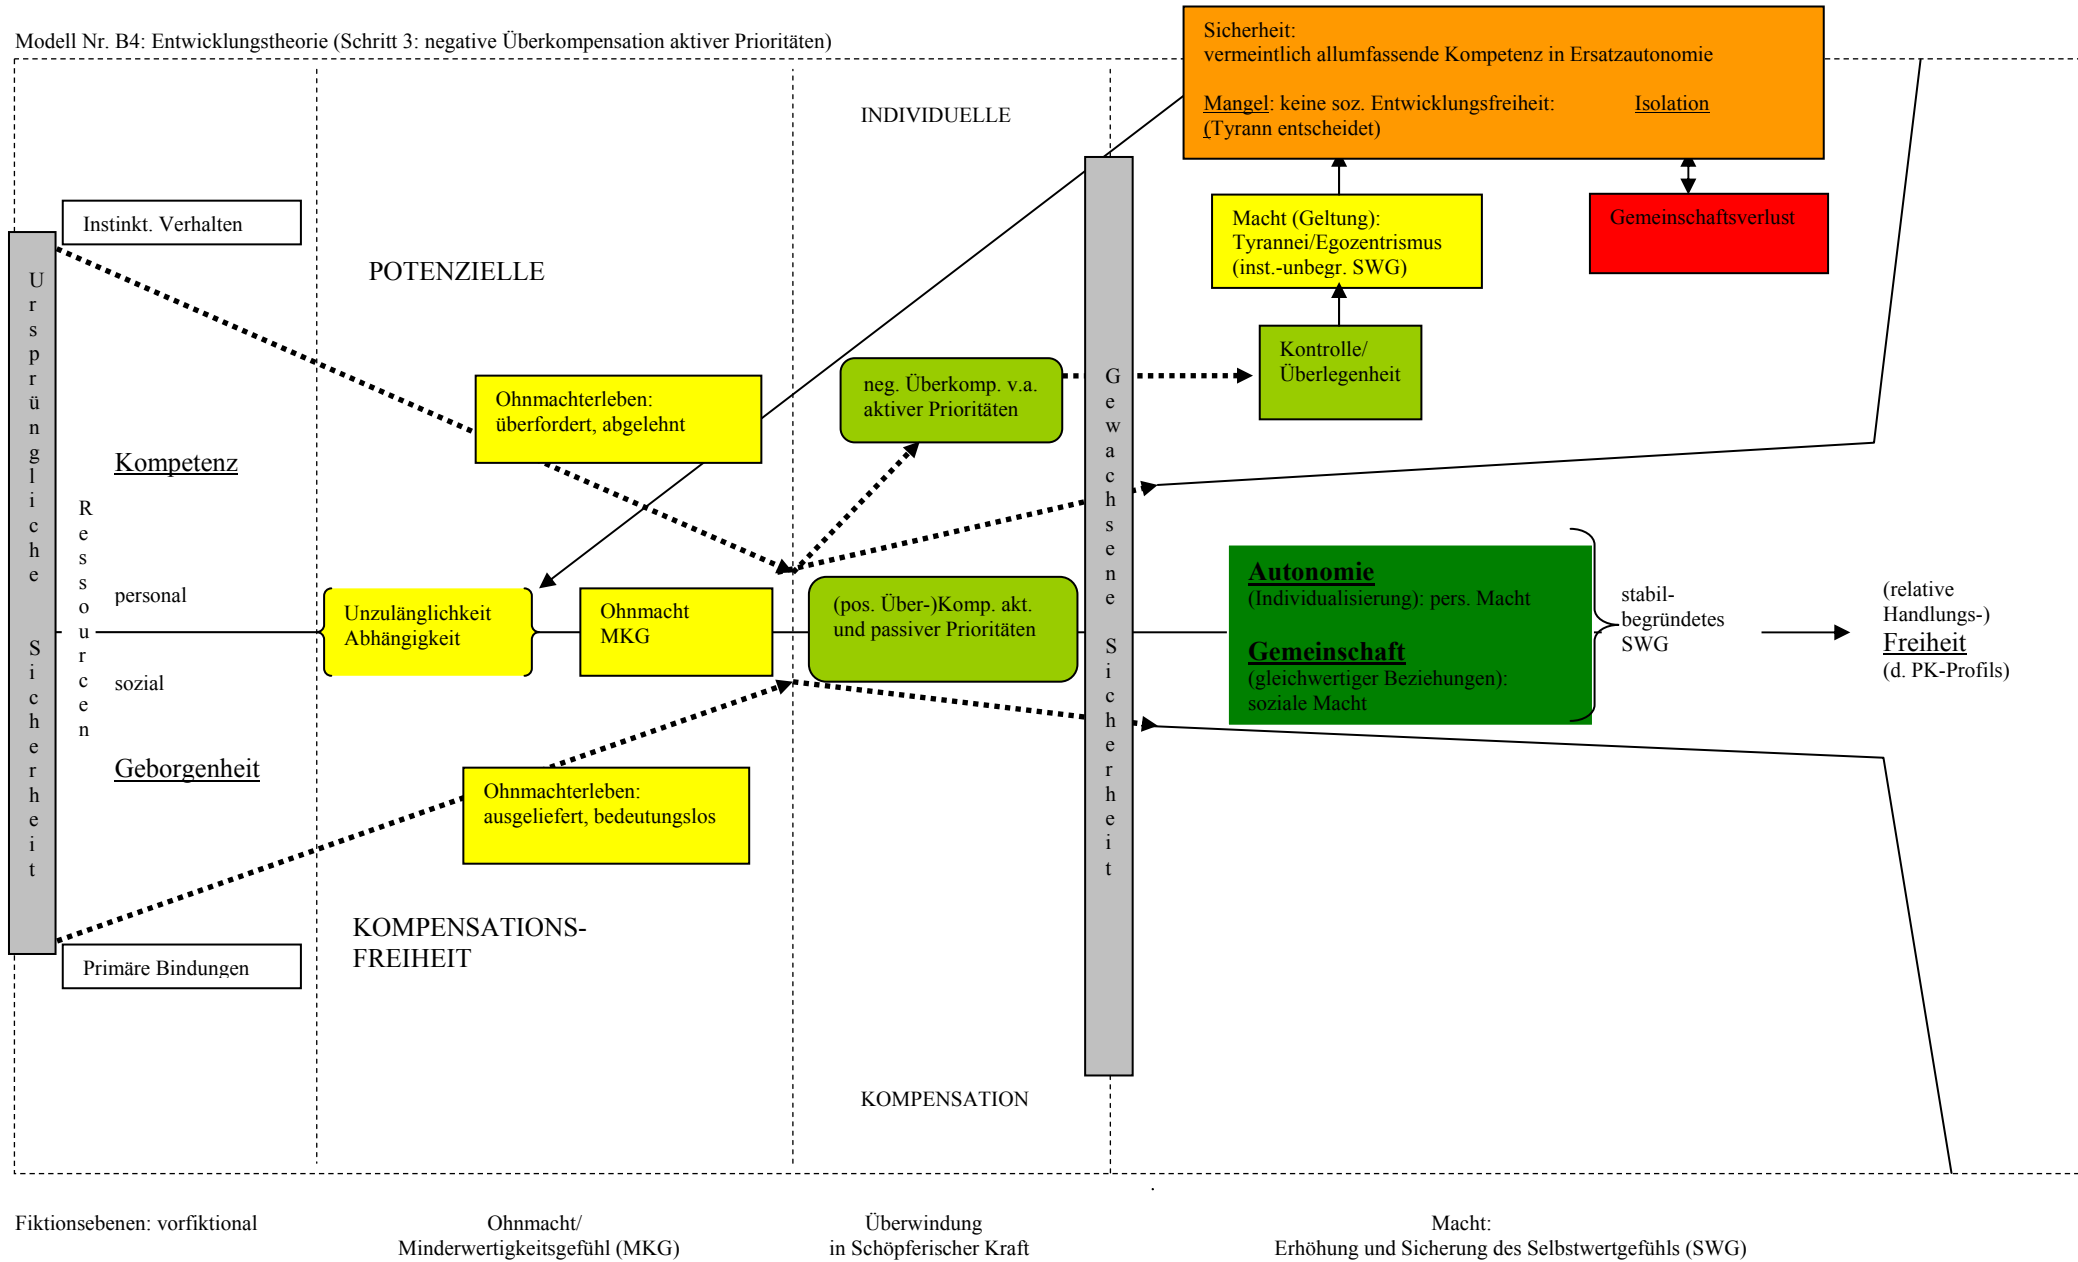 Modell Nr. B4: Entwicklungstheorie (Schritt 3: negative Überkompensation aktiver Prioritäten)
Sicherheit:
vermeintlich allumfassende Kompetenz in Ersatzautonomie
Mangel: keine soz. Entwicklungsfreiheit: Isolation
(Tyrann entscheidet)
INDIVIDUELLE
Instinkt. Verhalten
Macht (Geltung):
Tyrannei/Egozentrismus
(inst.-unbegr. SWG)
Gemeinschaftsverlust
POTENZIELLE
Ursprüngliche Sicherheit
Kontrolle/
Überlegenheit
neg. Überkomp. v.a.
aktiver Prioritäten
Gewachsene Sicherheit
Ohnmachterleben:
überfordert, abgelehnt
Kompetenz
Ressourcen
personal
sozial
Geborgenheit
Unzulänglichkeit
Abhängigkeit
Ohnmacht
MKG
(pos. Über-)Komp. akt.
und passiver Prioritäten
Autonomie
(Individualisierung): pers. Macht
Gemeinschaft
(gleichwertiger Beziehungen):
soziale Macht
stabil-
begründetes
SWG
(relative
Handlungs-)
Freiheit
(d. PK-Profils)
Ohnmachterleben:
ausgeliefert, bedeutungslos
KOMPENSATIONS-
FREIHEIT
Primäre Bindungen
KOMPENSATION
.
Fiktionsebenen: vorfiktional
Ohnmacht/
Minderwertigkeitsgefühl (MKG)
Überwindung
in Schöpferischer Kraft
Macht:
Erhöhung und Sicherung des Selbstwertgefühls (SWG)